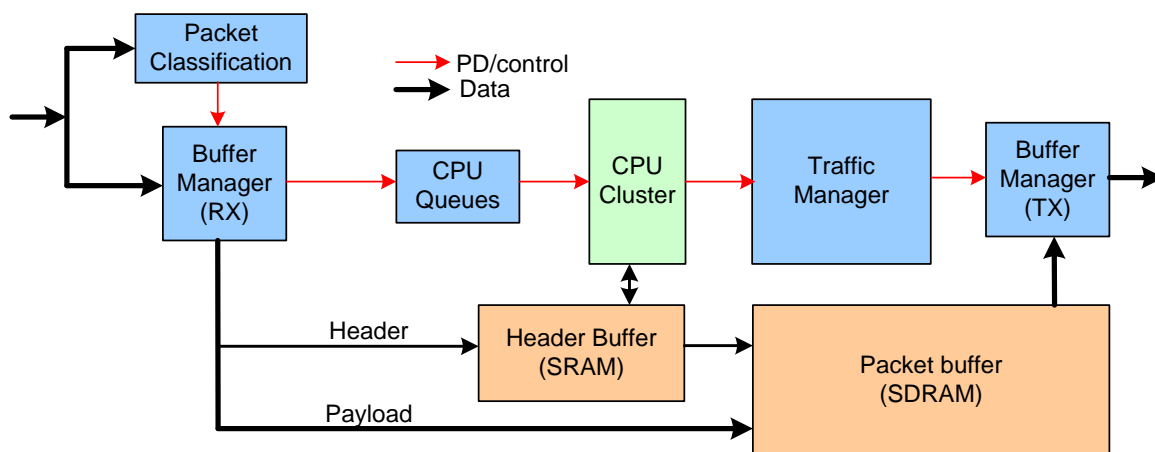 Packet
Classification
PD/control
Data
Buffer
Manager
(RX)
CPU
Queues
CPU
Cluster
Traffic
Manager
Buffer
Manager
(TX)
Header
Header Buffer
(SRAM)
Packet buffer
(SDRAM)
Payload